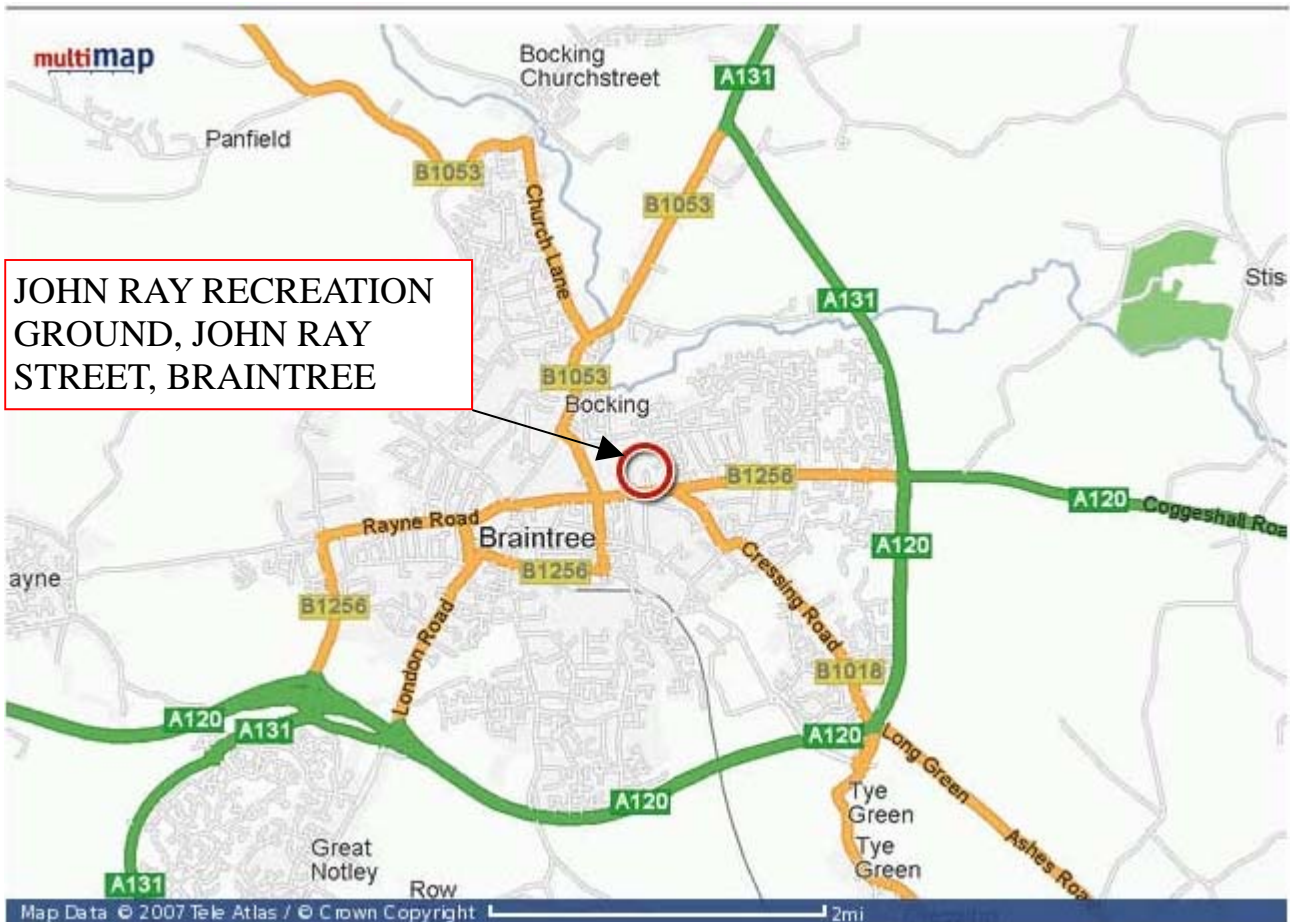 multimap
Bocking
Churchstreet
A131
Panfield
B1053
Church Lane
B1053
JOHN RAY RECREATION
GROUND, JOHN RAY
STREET, BRAINTREE
A131
Stis
B1053
Bocking
B1256
A120
Coggeshall Roa
Rayne Road
Braintree
B1256
A120
ayne
B1256
London Road
Cressing Road
B1018
A120
A131
A120
Long Green
A120
Tye
Green
Tye
Green
Ashes Roa
Great
Notley
Row
A131
Map Data © 2007 Tele Atlas / © Crown Copyright
2mi